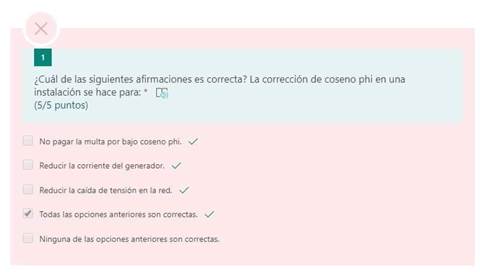 1
¿Cuál de las siguientes afirmaciones es correcta? La corrección de coseno phi en una
instalación se hace para: *
(5/5 puntos)
No pagar la multa por bajo coseno phi.
Reducir la corriente del generador.
Reducir la caída de tensión en la red.
Todas las opciones anteriores son correctas.
Ninguna de las opciones anteriores son correctas.